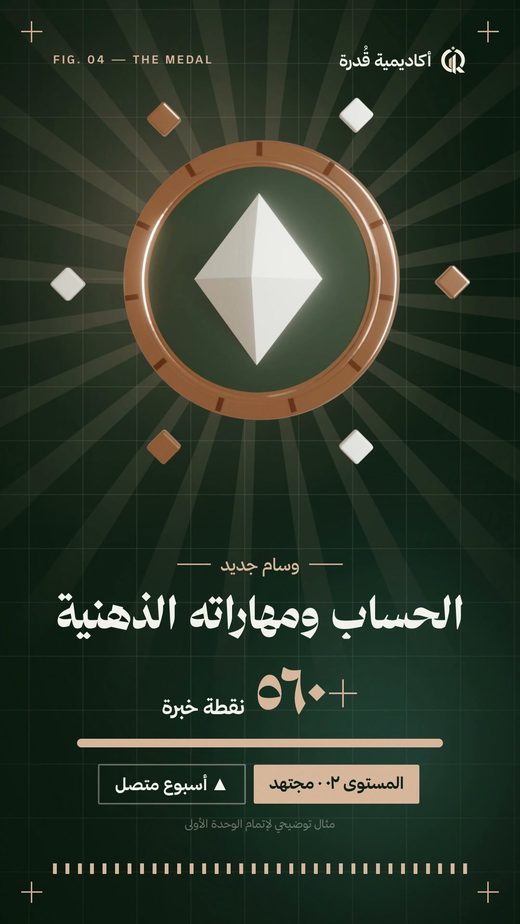 FIG. 04 — THE MEDAL
أكاديمية قُدرة
وسام جديد
الحساب ومهاراته الذهنية
+٥٦٠ نقطة خبرة
المستوى ٠٠٢ مجتهد
▲ أسبوع متصل
مثال توضيحي لإتمام الوحدة الأولى